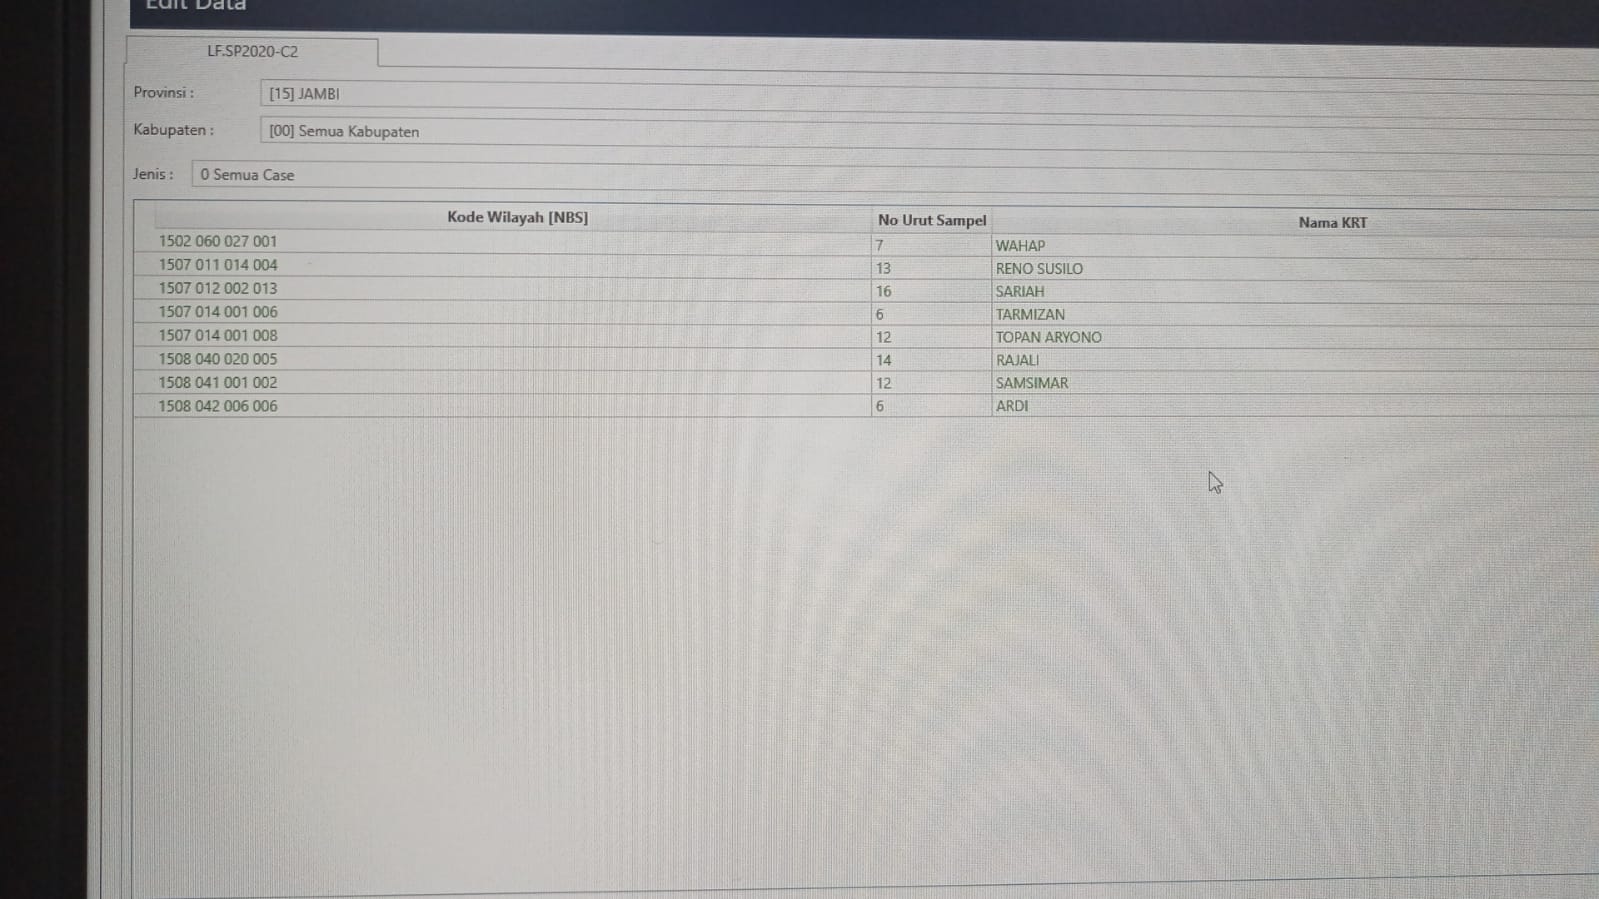 Edit Data
LF.SP2020-C2
Provinsi : [15] JAMBI
Kabupaten : [00] Semua Kabupaten
Jenis : 0 Semua Case
Kode Wilayah [NBS] No Urut Sampel Nama KRT
1502 060 027 001 7 WAHAP
1507 011 014 004 13 RENO SUSILO
1507 012 002 013 16 SARIAH
1507 014 001 006 6 TARMIZAN
1507 014 001 008 12 TOPAN ARYONO
1508 040 020 005 14 RAJALI
1508 041 001 002 12 SAMSIMAR
1508 042 006 006 6 ARDI